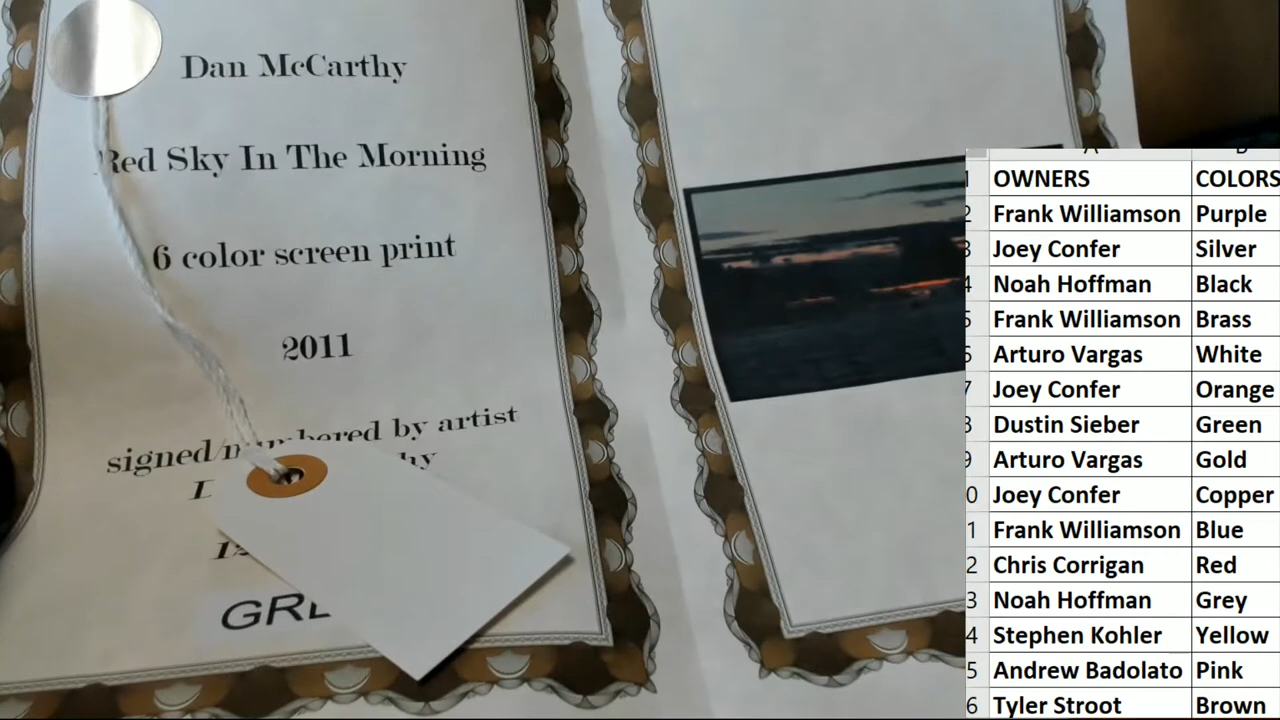 Dan McCarthy
Red Sky In The Morning
6 color screen print
2011
signed/numbered by artist
GRL
OWNERS COLORS
Frank Williamson Purple
Joey Confer Silver
Noah Hoffman Black
Frank Williamson Brass
Arturo Vargas White
Joey Confer Orange
Dustin Sieber Green
Arturo Vargas Gold
Joey Confer Copper
Frank Williamson Blue
Chris Corrigan Red
Noah Hoffman Grey
Stephen Kohler Yellow
Andrew Badolato Pink
Tyler Stroot Brown